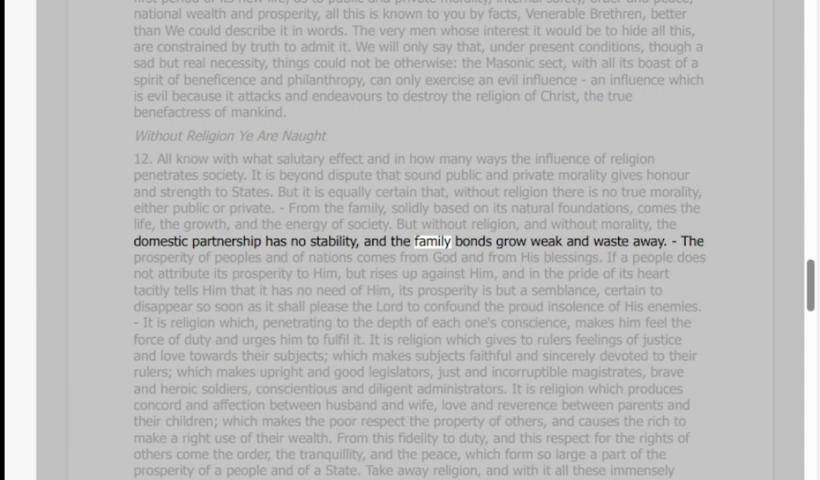 first period of its new life, as to public and private morality, internal safety, order and peace,
national wealth and prosperity, all this is known to you by facts, Venerable Brethren, better
than We could describe it in words. The very men whose interest it would be to hide all this,
are constrained by truth to admit it. We will only say that, under present conditions, though a
sad but real necessity, things could not be otherwise: the Masonic sect, with all its boast of a
spirit of beneficence and philanthropy, can only exercise an evil influence - an influence which
is evil because it attacks and endeavours to destroy the religion of Christ, the true
benefactress of mankind.
Without Religion Ye Are Naught
12. All know with what salutary effect and in how many ways the influence of religion
penetrates society. It is beyond dispute that sound public and private morality gives honour
and strength to States. But it is equally certain that, without religion there is no true morality,
either public or private. - From the family, solidly based on its natural foundations, comes the
life, the growth, and the energy of society. But without religion, and without morality, the
domestic partnership has no stability, and the family bonds grow weak and waste away. - The
prosperity of peoples and of nations comes from God and from His blessings. If a people does
not attribute its prosperity to Him, but rises up against Him, and in the pride of its heart
tacitly tells Him that it has no need of Him, its prosperity is but a semblance, certain to
disappear so soon as it shall please the Lord to confound the proud insolence of His enemies.
- It is religion which, penetrating to the depth of each one's conscience, makes him feel the
force of duty and urges him to fulfil it. It is religion which gives to rulers feelings of justice
and love towards their subjects; which makes subjects faithful and sincerely devoted to their
rulers; which makes upright and good legislators, just and incorruptible magistrates, brave
and heroic soldiers, conscientious and diligent administrators. It is religion which produces
concord and affection between husband and wife, love and reverence between parents and
their children; which makes the poor respect the property of others, and causes the rich to
make a right use of their wealth. From this fidelity to duty, and this respect for the rights of
others come the order, the tranquillity, and the peace, which form so large a part of the
prosperity of a people and of a State. Take away religion, and with it all these immensely